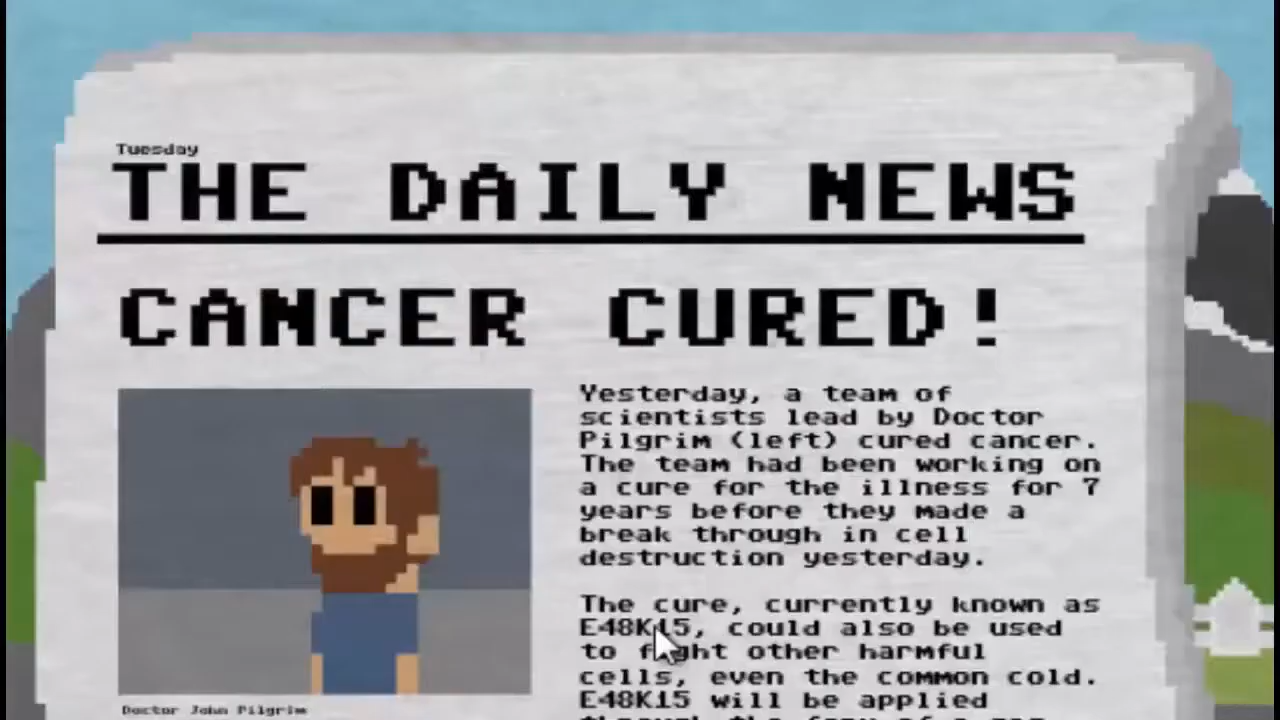 Tuesday
THE DAILY NEWS
CANCER CURED!
Yesterday, a team of
scientists lead by Doctor
Pilgrim (left) cured cancer.
The team had been working on
a cure for the illness for 7
years before they made a
break through in cell
destruction yesterday.
The cure, currently known as
E48K15, could also be used
to fight other harmful
cells, even the common cold.
E48K15 will be applied
Doctor John Pilgrim